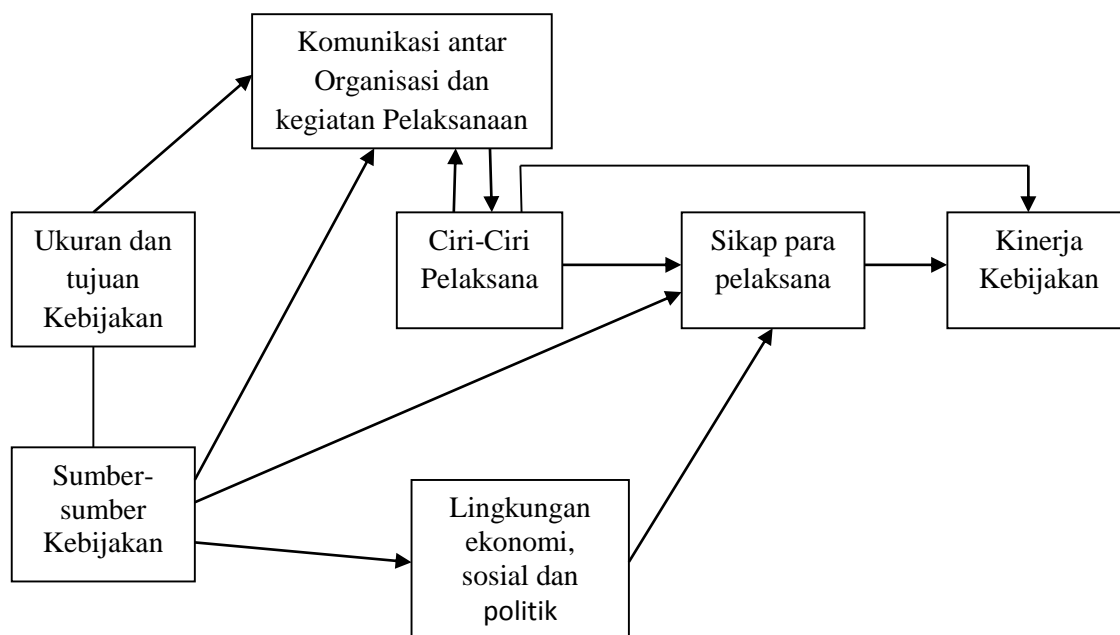 Komunikasi antar
Organisasi dan
kegiatan Pelaksanaan
Ukuran dan
tujuan
Kebijakan
Ciri-Ciri
Pelaksana
Sikap para
pelaksana
Kinerja
Kebijakan
Sumber-
sumber
Kebijakan
Lingkungan
ekonomi,
sosial dan
politik